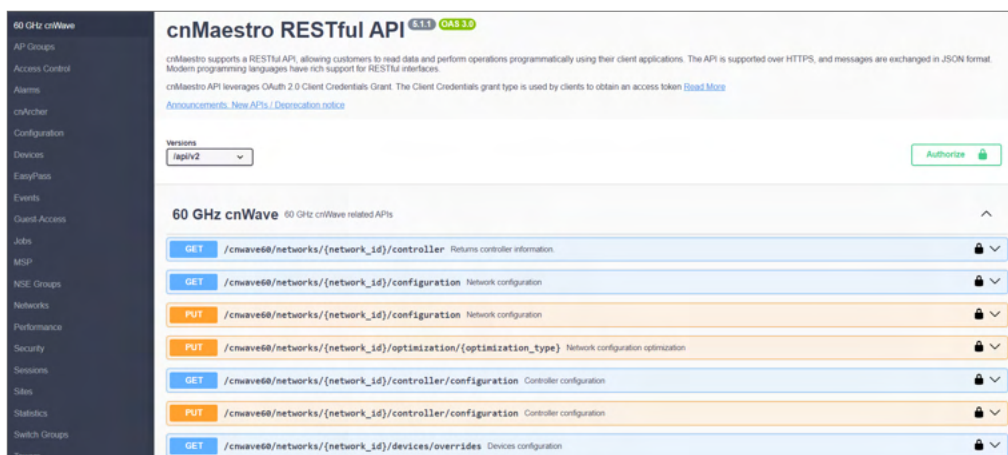 60 GHz cnWave
AP Groups
Access Control
Alarms
cnArcher
Configuration
Devices
EasyPass
Events
Guest-Access
Jobs
MSP
NSE Groups
Networks
Performance
Security
Sessions
Sites
Statistics
Switch Groups
cnMaestro RESTful API 5.1.1 OAS 3.0
cnMaestro supports a RESTful API, allowing customers to read data and perform operations programmatically using their client applications. The API is supported over HTTPS, and messages are exchanged in JSON format.
Modern programming languages have rich support for RESTful interfaces.
cnMaestro API leverages OAuth 2.0 Client Credentials Grant. The Client Credentials grant type is used by clients to obtain an access token Read More
Announcements: New APIs / Deprecation notice
Versions
/api/v2
Authorize
60 GHz cnWave 60 GHz cnWave related APIs
GET /cnwave60/networks/{network_id}/controller Returns controller information.
GET /cnwave60/networks/{network_id}/configuration Network configuration
PUT /cnwave60/networks/{network_id}/configuration Network configuration
PUT /cnwave60/networks/{network_id}/optimization/{optimization_type} Network configuration optimization
GET /cnwave60/networks/{network_id}/controller/configuration Controller configuration
PUT /cnwave60/networks/{network_id}/controller/configuration Controller configuration
GET /cnwave60/networks/{network_id}/devices/overrides Devices configuration